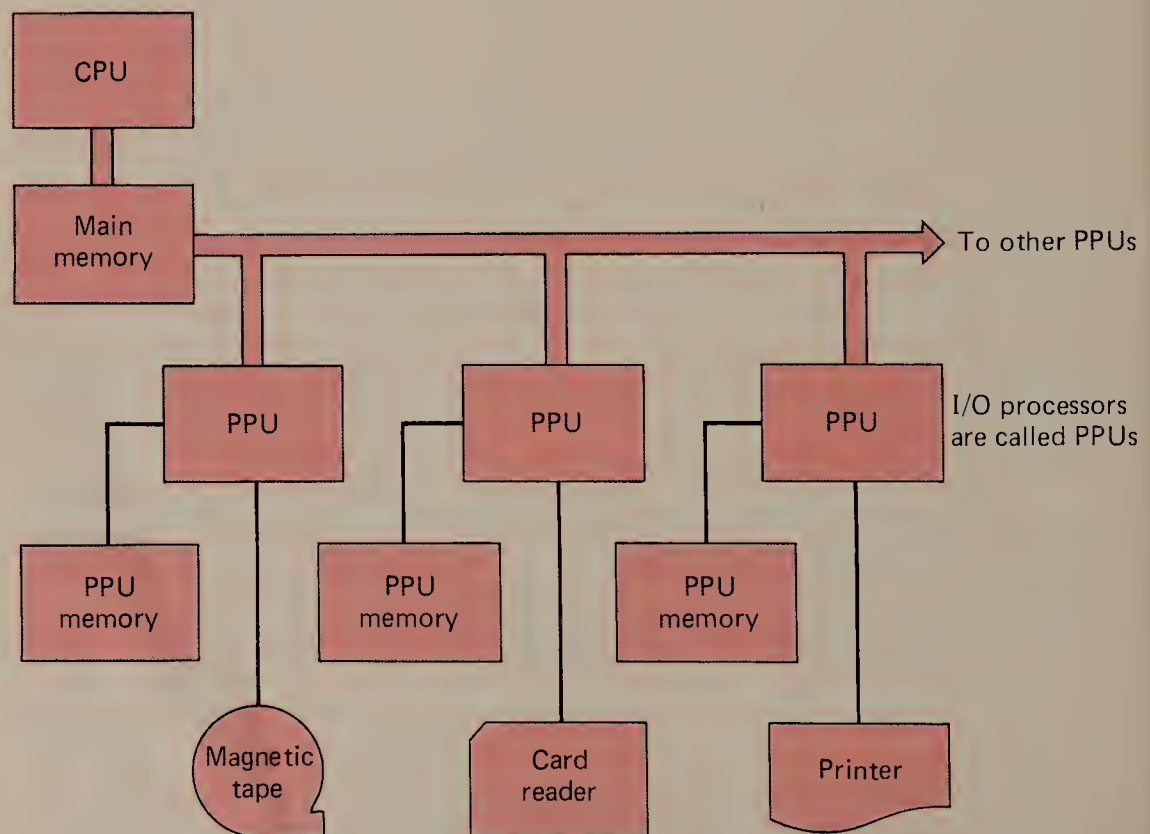 CPU
Main
memory
To other PPUs
PPU
PPU
PPU
I/O processors
are called PPUs
PPU
memory
PPU
memory
PPU
memory
Magnetic
tape
Card
reader
Printer